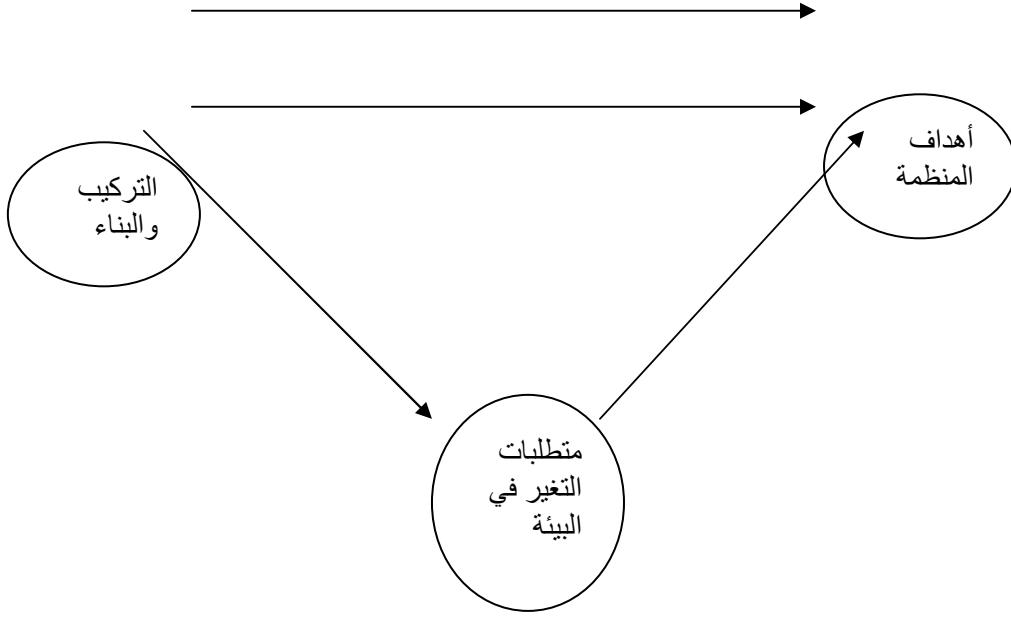 أهداف
المنظمة
التركيب
والبناء
متطلبات
التغير في
البيئة